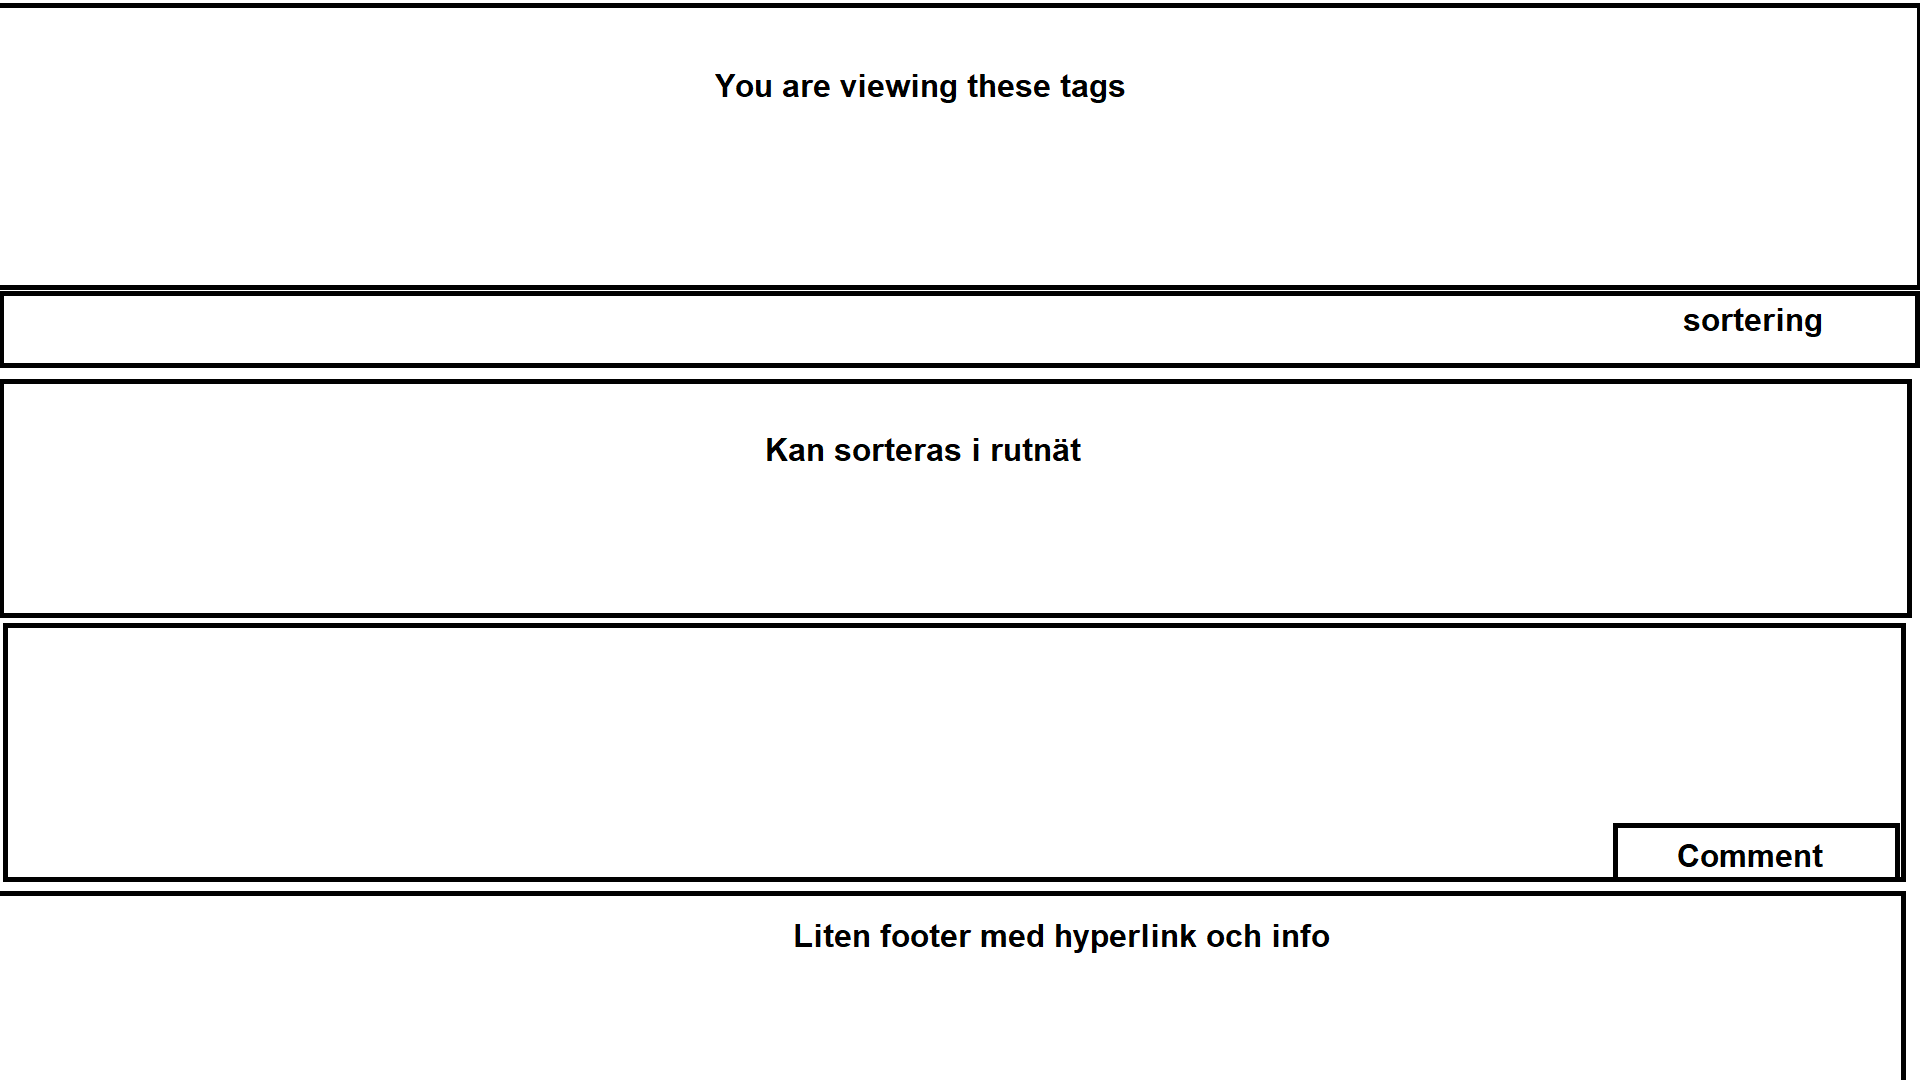 You are viewing these tags
sortering
Kan sorteras i rutnät
Comment
Liten footer med hyperlink och info